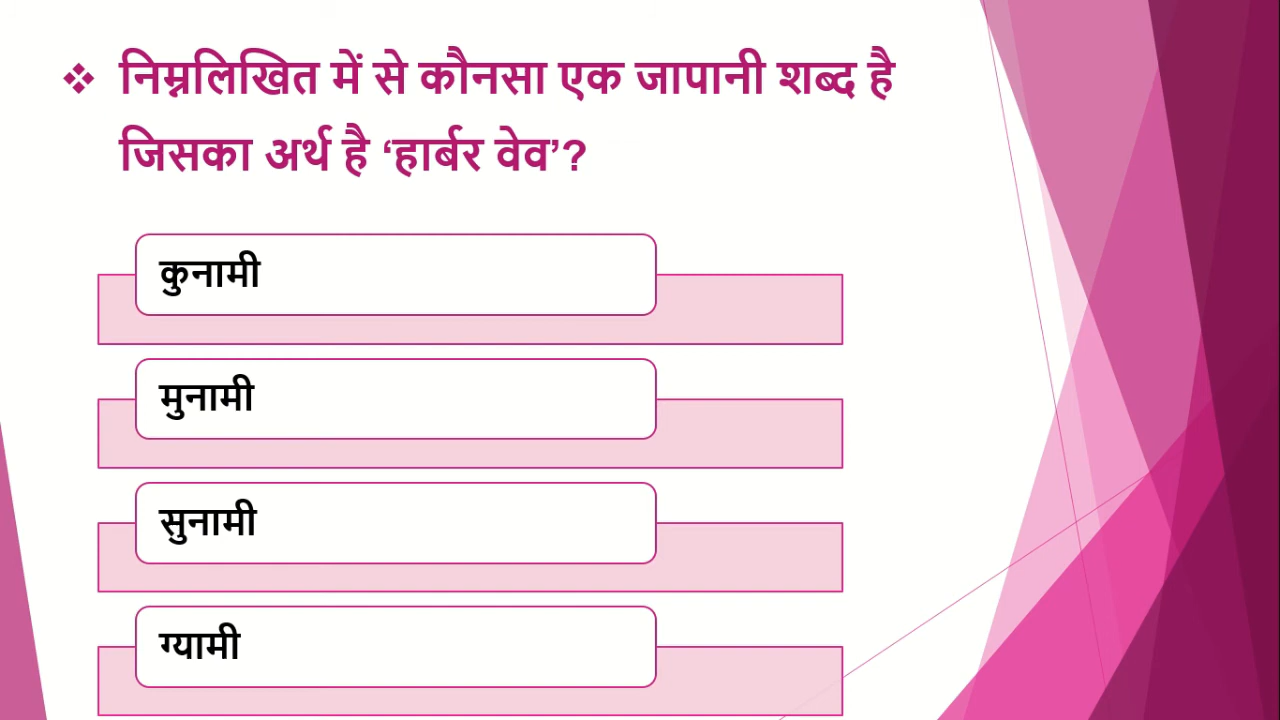 ❖ निम्नलिखित में से कौनसा एक जापानी शब्द है
जिसका अर्थ है ‘हार्बर वेव’?
कुनामी
मुनामी
सुनामी
ग्यामी